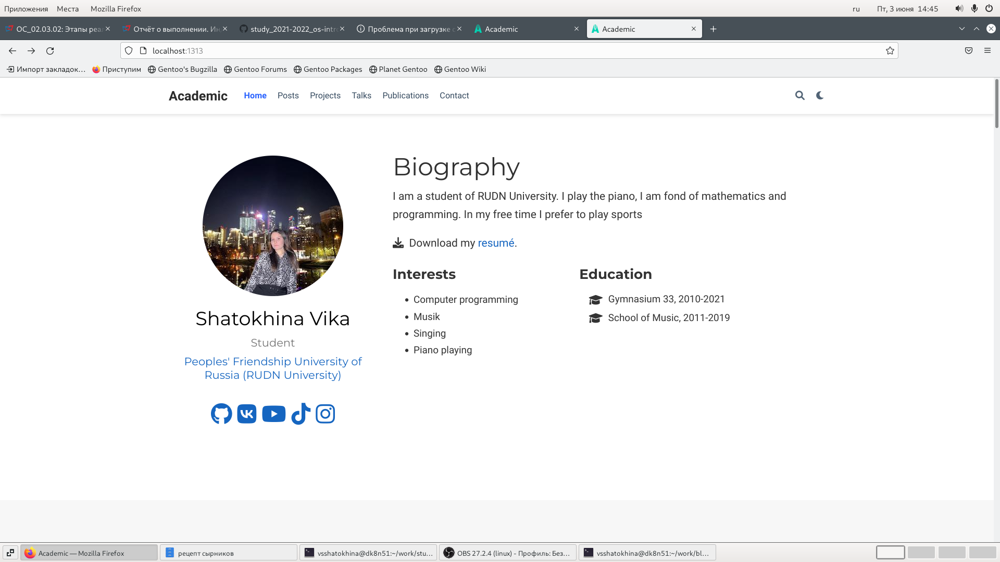 Приложения Места Mozilla Firefox ru Пт, 3 июня 14:45
ОС_02.03.02: Этапы реа Отчёт о выполнении. Ин study_2021-2022_os-intr Проблема при загрузке Academic Academic
localhost:1313
Импорт закладок... Приступим Gentoo's Bugzilla Gentoo Forums Gentoo Packages Planet Gentoo Gentoo Wiki
Academic Home Posts Projects Talks Publications Contact
Biography
I am a student of RUDN University. I play the piano, I am fond of mathematics and
programming. In my free time I prefer to play sports
Download my resumé.
Interests
Computer programming
Musik
Singing
Piano playing
Education
Gymnasium 33, 2010-2021
School of Music, 2011-2019
Shatokhina Vika
Student
Peoples' Friendship University of
Russia (RUDN University)
Academic — Mozilla Firefox рецепт сырников vsshatokhina@dk8n51:~/work/stu... OBS 27.2.4 (linux) - Профиль: Без... vsshatokhina@dk8n51:~/work/bl...